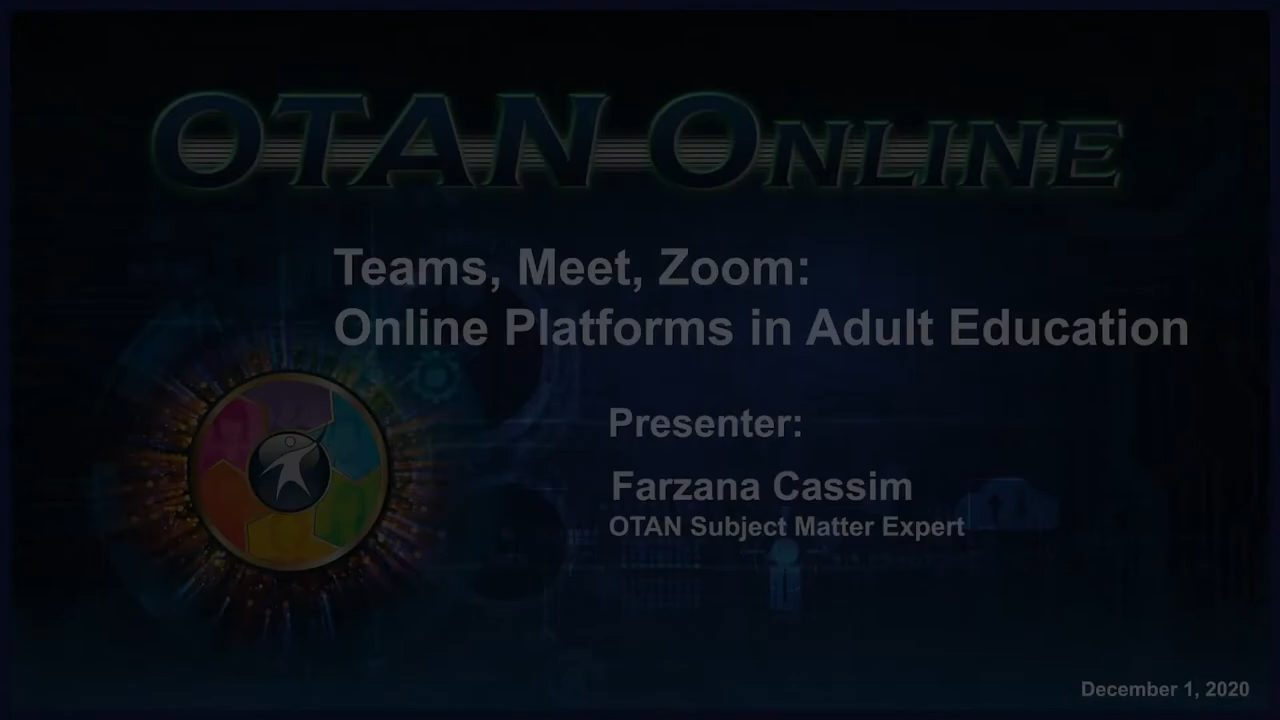 OTAN ONLINE
Teams, Meet, Zoom:
Online Platforms in Adult Education
Presenter:
Farzana Cassim
OTAN Subject Matter Expert
December 1, 2020